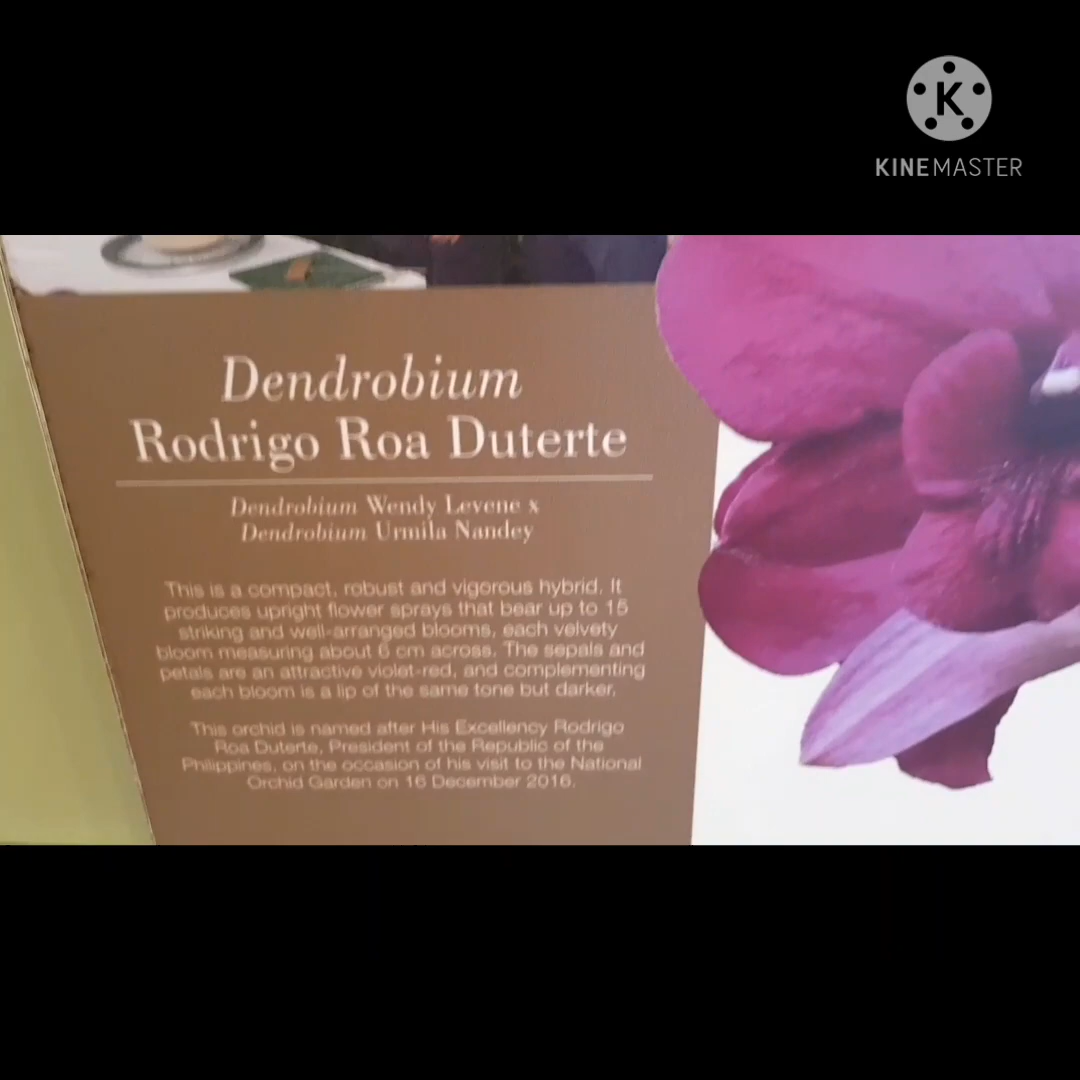 K
KINEMASTER
Dendrobium
Rodrigo Roa Duterte
Dendrobium Wendy Levene x
Dendrobium Urmila Nandey
This is a compact, robust and vigorous hybrid. It
produces upright flower sprays that bear up to 15
striking and well-arranged blooms, each velvety
bloom measuring about 6 cm across. The sepals and
petals are an attractive violet-red, and complementing
each bloom is a lip of the same tone but darker.
This orchid is named after His Excellency Rodrigo
Roa Duterte, President of the Republic of the
Philippines, on the occasion of his visit to the National
Orchid Garden on 16 December 2016.